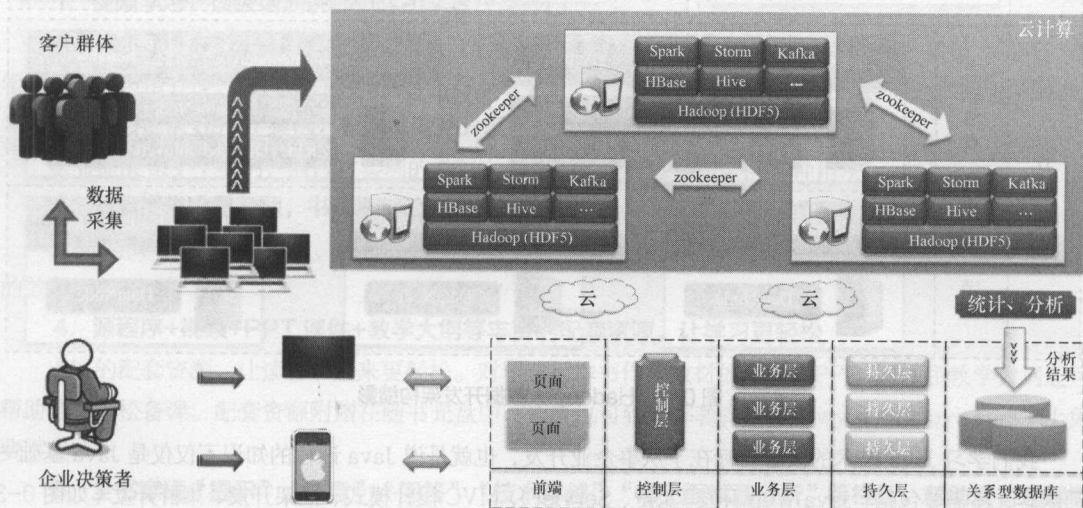 云计算
客户群体
Spark Storm Kafka
HBase Hive ...
Hadoop (HDF5)
zookeeper
zookeeper
zookeeper
数据
采集
Spark Storm Kafka
HBase Hive ...
Hadoop (HDF5)
Spark Storm Kafka
HBase Hive ...
Hadoop (HDF5)
云
云
统计、分析
分析
结果
页面
页面
控制层
业务层
业务层
业务层
持久层
持久层
持久层
企业决策者
前端
控制层
业务层
持久层
关系型数据库